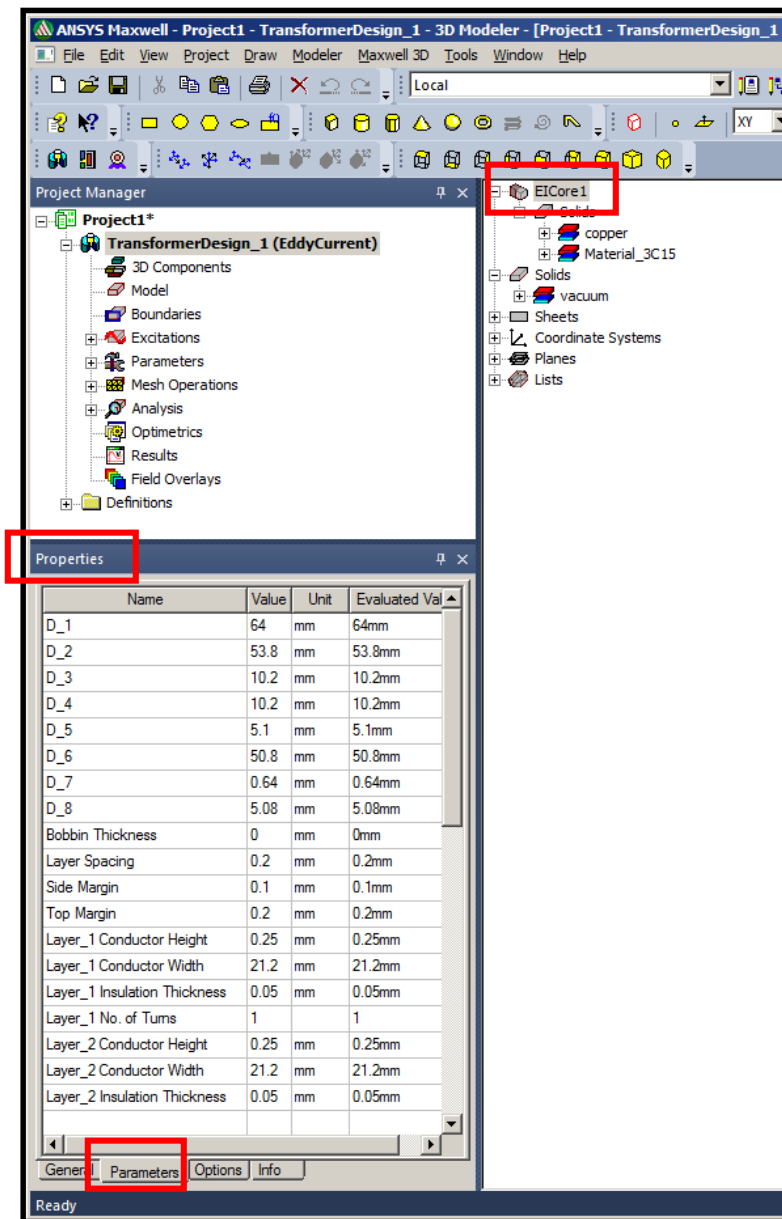 ANSYS Maxwell - Project1 - TransformerDesign_1 - 3D Modeler - [Project1 - TransformerDesign_1
File Edit View Project Draw Modeler Maxwell 3D Tools Window Help
Local
XY
Project Manager
Project1*
TransformerDesign_1 (EddyCurrent)
3D Components
Model
Boundaries
Excitations
Parameters
Mesh Operations
Analysis
Optimetrics
Results
Field Overlays
Definitions
EICore1
Solids
copper
Material_3C15
Solids
vacuum
Sheets
Coordinate Systems
Planes
Lists
Properties
Name Value Unit Evaluated Val
D_1 64 mm 64mm
D_2 53.8 mm 53.8mm
D_3 10.2 mm 10.2mm
D_4 10.2 mm 10.2mm
D_5 5.1 mm 5.1mm
D_6 50.8 mm 50.8mm
D_7 0.64 mm 0.64mm
D_8 5.08 mm 5.08mm
Bobbin Thickness 0 mm 0mm
Layer Spacing 0.2 mm 0.2mm
Side Margin 0.1 mm 0.1mm
Top Margin 0.2 mm 0.2mm
Layer_1 Conductor Height 0.25 mm 0.25mm
Layer_1 Conductor Width 21.2 mm 21.2mm
Layer_1 Insulation Thickness 0.05 mm 0.05mm
Layer_1 No. of Turns 1 1
Layer_2 Conductor Height 0.25 mm 0.25mm
Layer_2 Conductor Width 21.2 mm 21.2mm
Layer_2 Insulation Thickness 0.05 mm 0.05mm
General Parameters Options Info
Ready